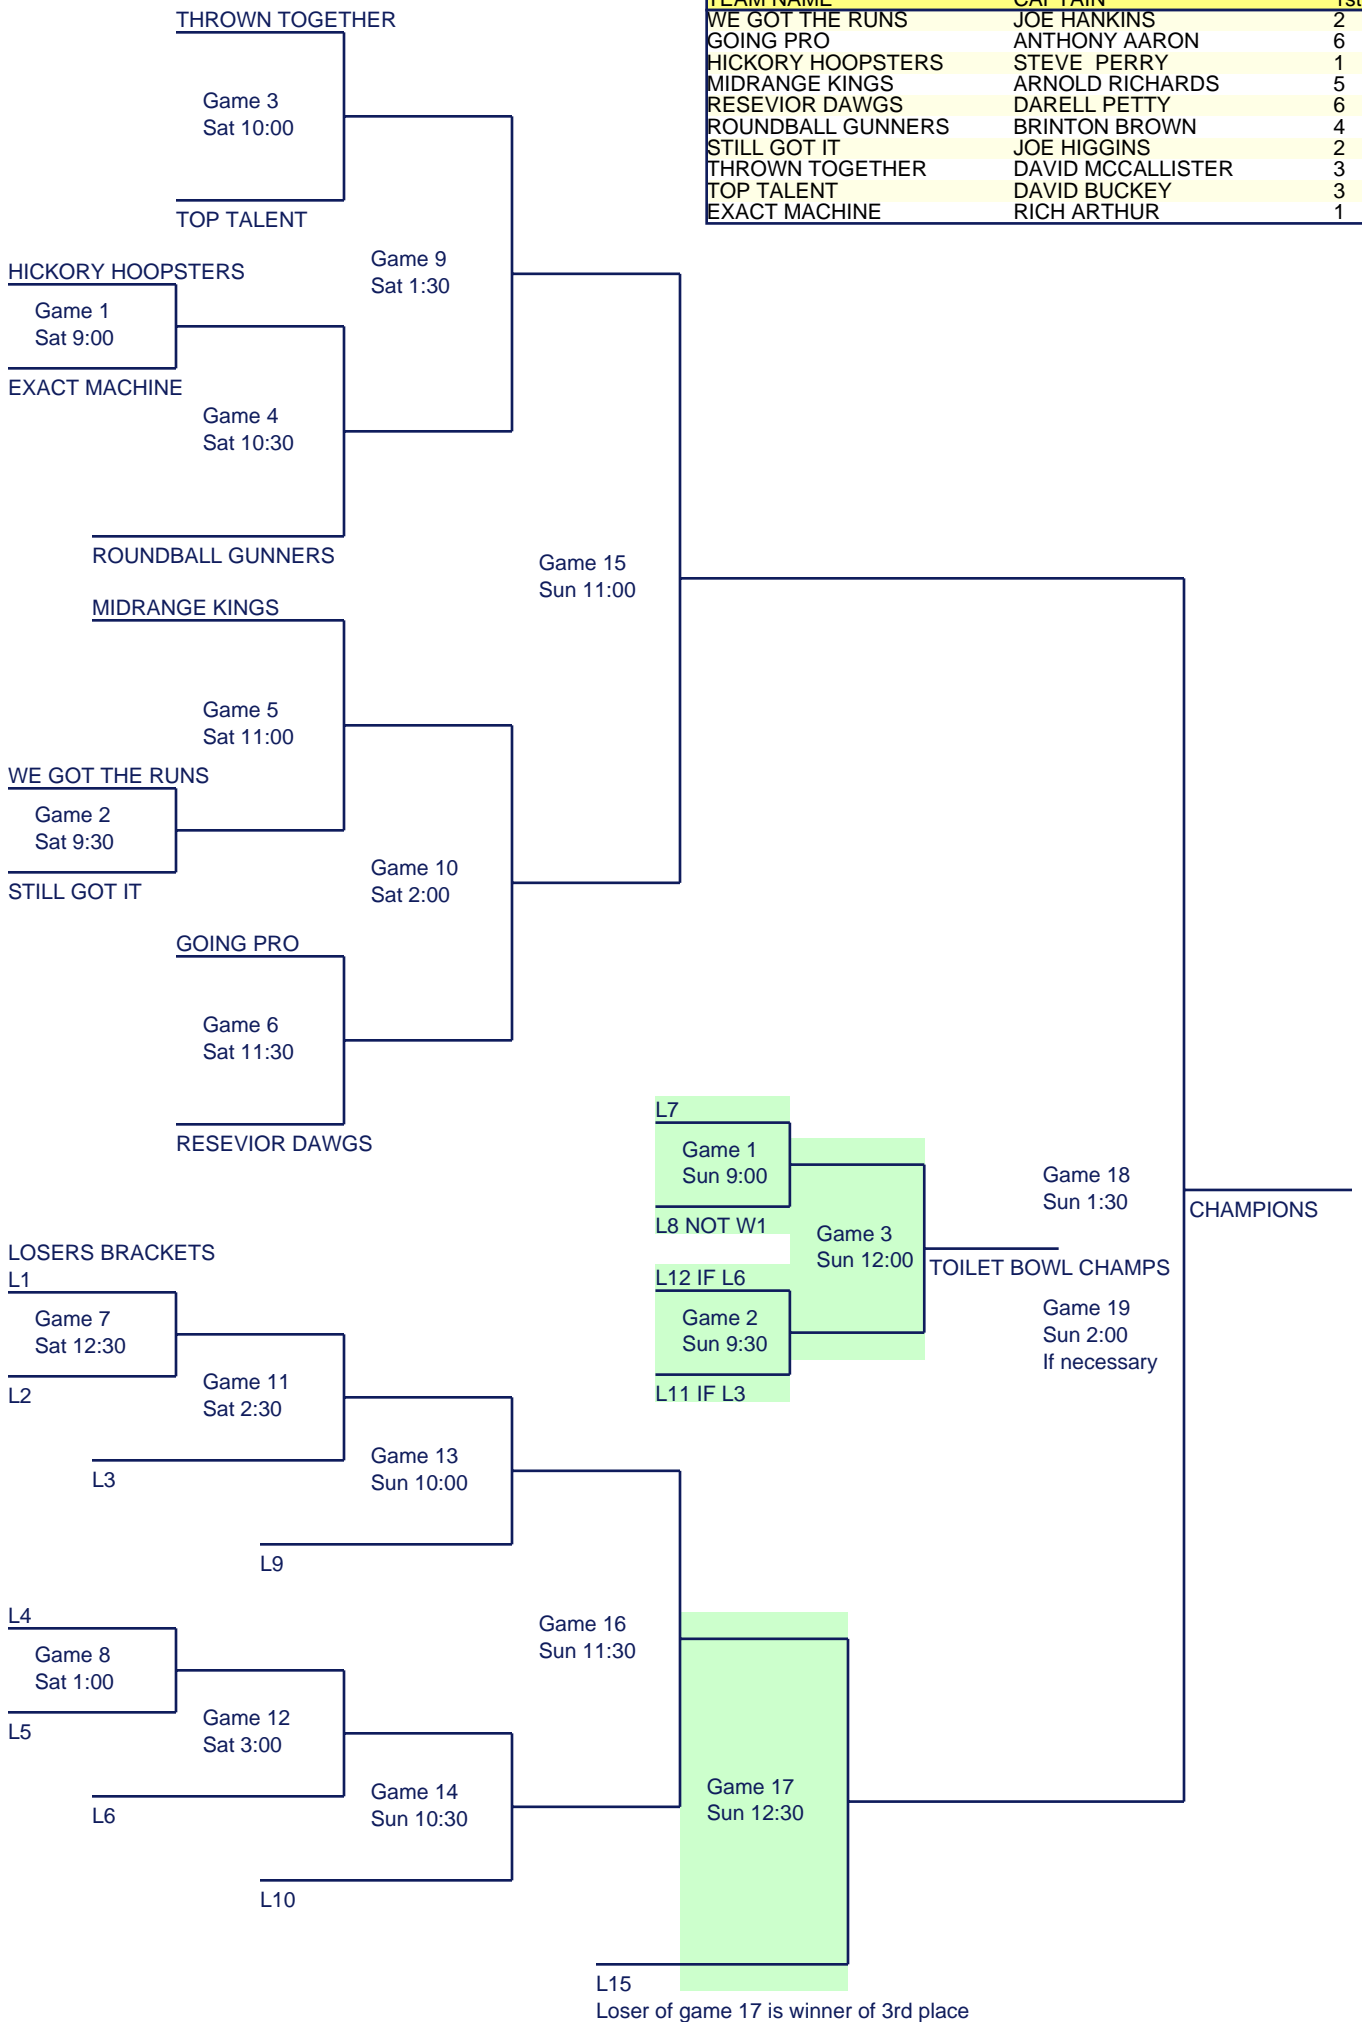 TEAM NAME CAPTAIN 1st
WE GOT THE RUNS JOE HANKINS 2
GOING PRO ANTHONY AARON 6
HICKORY HOOPSTERS STEVE PERRY 1
MIDRANGE KINGS ARNOLD RICHARDS 5
RESEVIOR DAWGS DARELL PETTY 6
ROUNDBALL GUNNERS BRINTON BROWN 4
STILL GOT IT JOE HIGGINS 2
THROWN TOGETHER DAVID MCCALLISTER 3
TOP TALENT DAVID BUCKEY 3
EXACT MACHINE RICH ARTHUR 1
THROWN TOGETHER
Game 3
Sat 10:00
TOP TALENT
Game 9
Sat 1:30
HICKORY HOOPSTERS
Game 1
Sat 9:00
EXACT MACHINE
Game 4
Sat 10:30
ROUNDBALL GUNNERS
Game 15
Sun 11:00
MIDRANGE KINGS
Game 5
Sat 11:00
WE GOT THE RUNS
Game 2
Sat 9:30
STILL GOT IT
Game 10
Sat 2:00
GOING PRO
Game 6
Sat 11:30
RESEVIOR DAWGS
L7
Game 1
Sun 9:00
L8 NOT W1
Game 3
Sun 12:00
TOILET BOWL CHAMPS
L12 IF L6
Game 2
Sun 9:30
L11 IF L3
Game 18
Sun 1:30
CHAMPIONS
Game 19
Sun 2:00
If necessary
LOSERS BRACKETS
L1
Game 7
Sat 12:30
L2
Game 11
Sat 2:30
L3
Game 13
Sun 10:00
L9
L4
Game 8
Sat 1:00
L5
Game 12
Sat 3:00
L6
Game 14
Sun 10:30
L10
Game 16
Sun 11:30
Game 17
Sun 12:30
L15
Loser of game 17 is winner of 3rd place